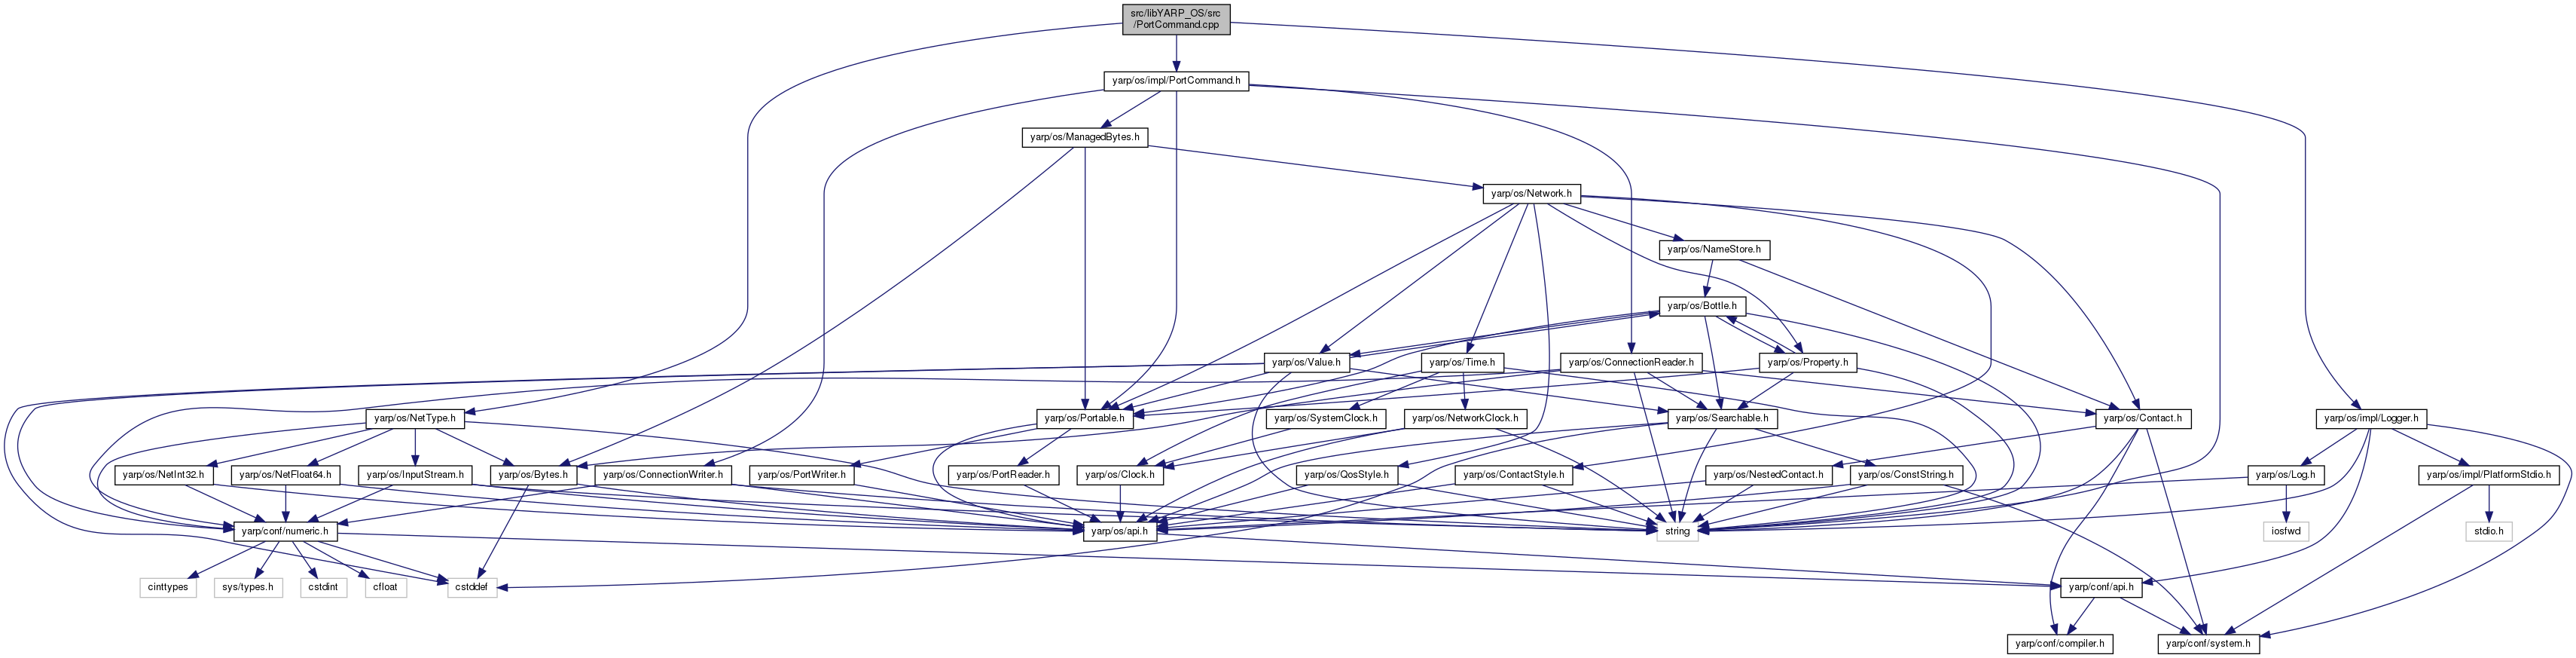 src/libYARP_OS/src
/PortCommand.cpp
yarp/os/impl/PortCommand.h
yarp/os/ManagedBytes.h
yarp/os/Network.h
yarp/os/NameStore.h
yarp/os/Bottle.h
yarp/os/Value.h
yarp/os/Time.h
yarp/os/ConnectionReader.h
yarp/os/Property.h
yarp/os/NetType.h
yarp/os/Portable.h
yarp/os/SystemClock.h
yarp/os/NetworkClock.h
yarp/os/Searchable.h
yarp/os/Contact.h
yarp/os/impl/Logger.h
yarp/os/NetInt32.h
yarp/os/NetFloat64.h
yarp/os/InputStream.h
yarp/os/Bytes.h
yarp/os/ConnectionWriter.h
yarp/os/PortWriter.h
yarp/os/PortReader.h
yarp/os/Clock.h
yarp/os/QosStyle.h
yarp/os/ContactStyle.h
yarp/os/NestedContact.h
yarp/os/ConstString.h
yarp/os/Log.h
yarp/os/impl/PlatformStdio.h
yarp/conf/numeric.h
yarp/os/api.h
string
iosfwd
stdio.h
cinttypes
sys/types.h
cstdint
cfloat
cstddef
yarp/conf/api.h
yarp/conf/compiler.h
yarp/conf/system.h